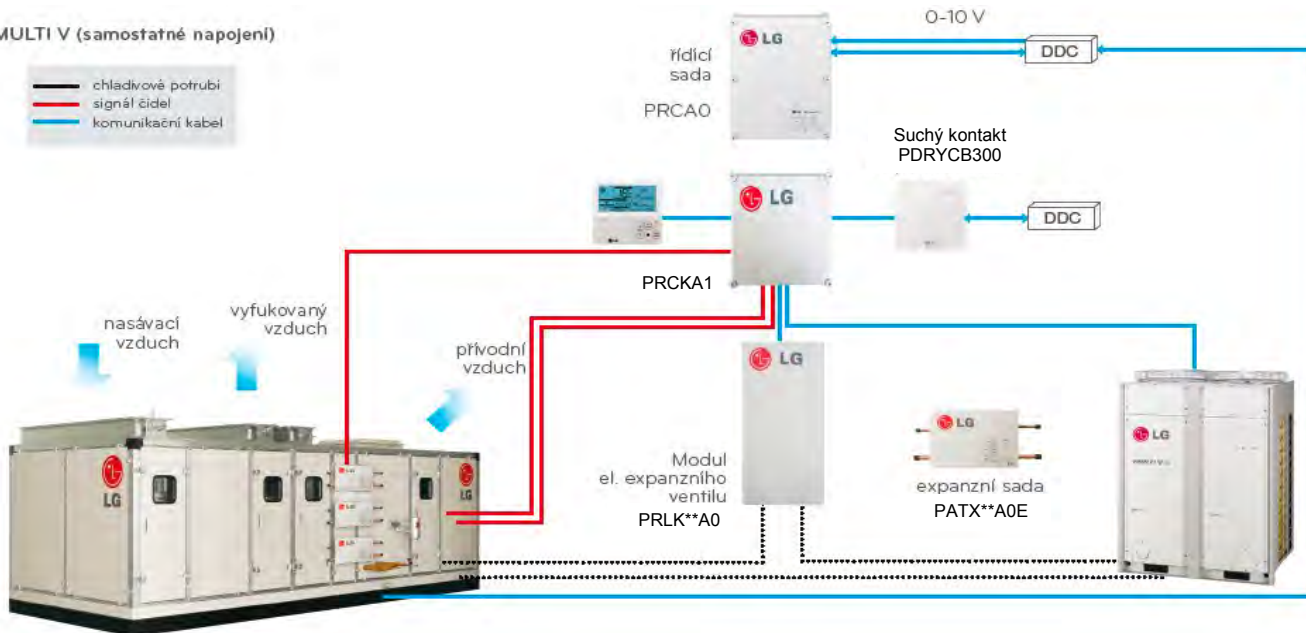 MULTI V (samostatné napojení)
chladivové potrubí
signál čidel
komunikační kabel
LG
řídící
sada
PRCA0
0-10 V
DDC
Suchý kontakt
PDRYCB300
LG
DDC
PRCKA1
nasávací
vzduch
vyfukovaný
vzduch
přívodní
vzduch
LG
LG
LG
Modul
el. expanzního
ventilu
PRLK**A0
LG
expanzní sada
PATX**A0E
LG